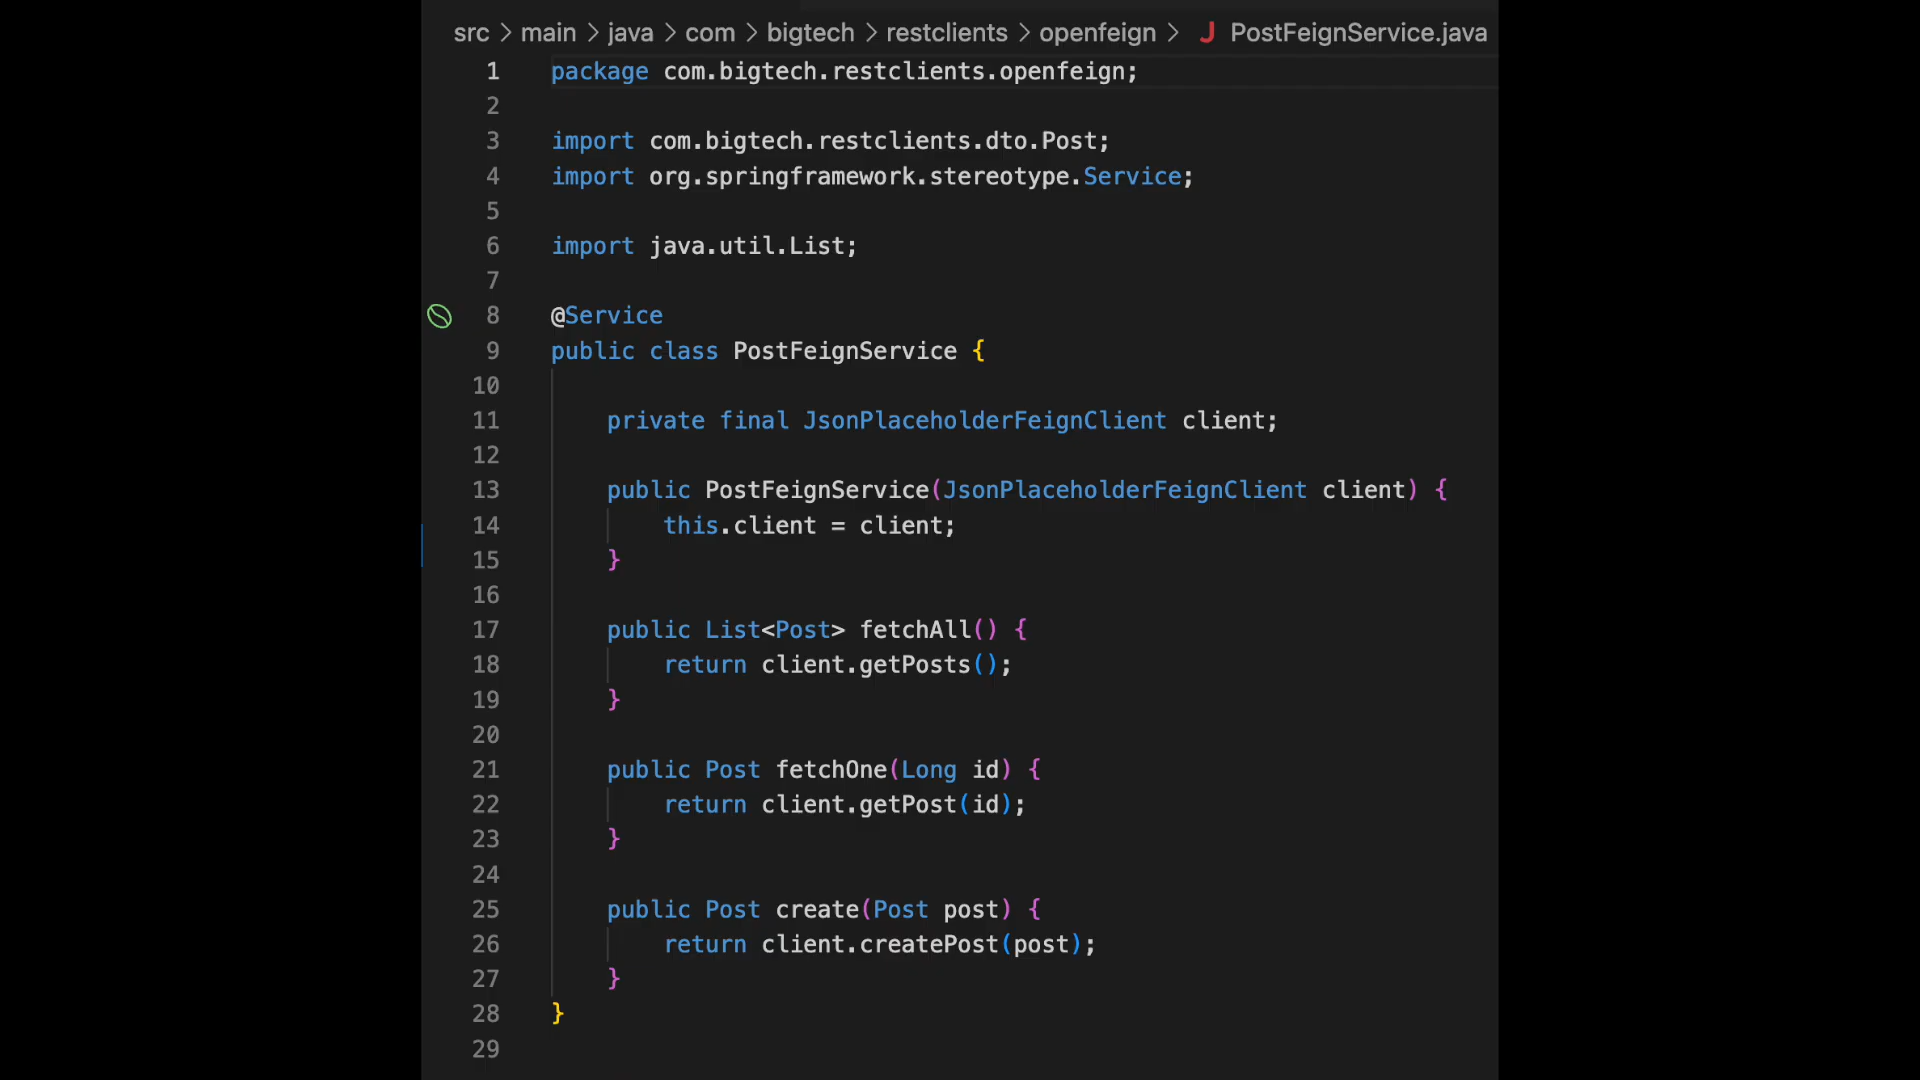 src > main > java > com > bigtech > restclients > openfeign > J PostFeignService.java
1 package com.bigtech.restclients.openfeign;
2
3 import com.bigtech.restclients.dto.Post;
4 import org.springframework.stereotype.Service;
5
6 import java.util.List;
7
8 @Service
9 public class PostFeignService {
10
11     private final JsonPlaceholderFeignClient client;
12
13     public PostFeignService(JsonPlaceholderFeignClient client) {
14         this.client = client;
15     }
16
17     public List<Post> fetchAll() {
18         return client.getPosts();
19     }
20
21     public Post fetchOne(Long id) {
22         return client.getPost(id);
23     }
24
25     public Post create(Post post) {
26         return client.createPost(post);
27     }
28 }
29